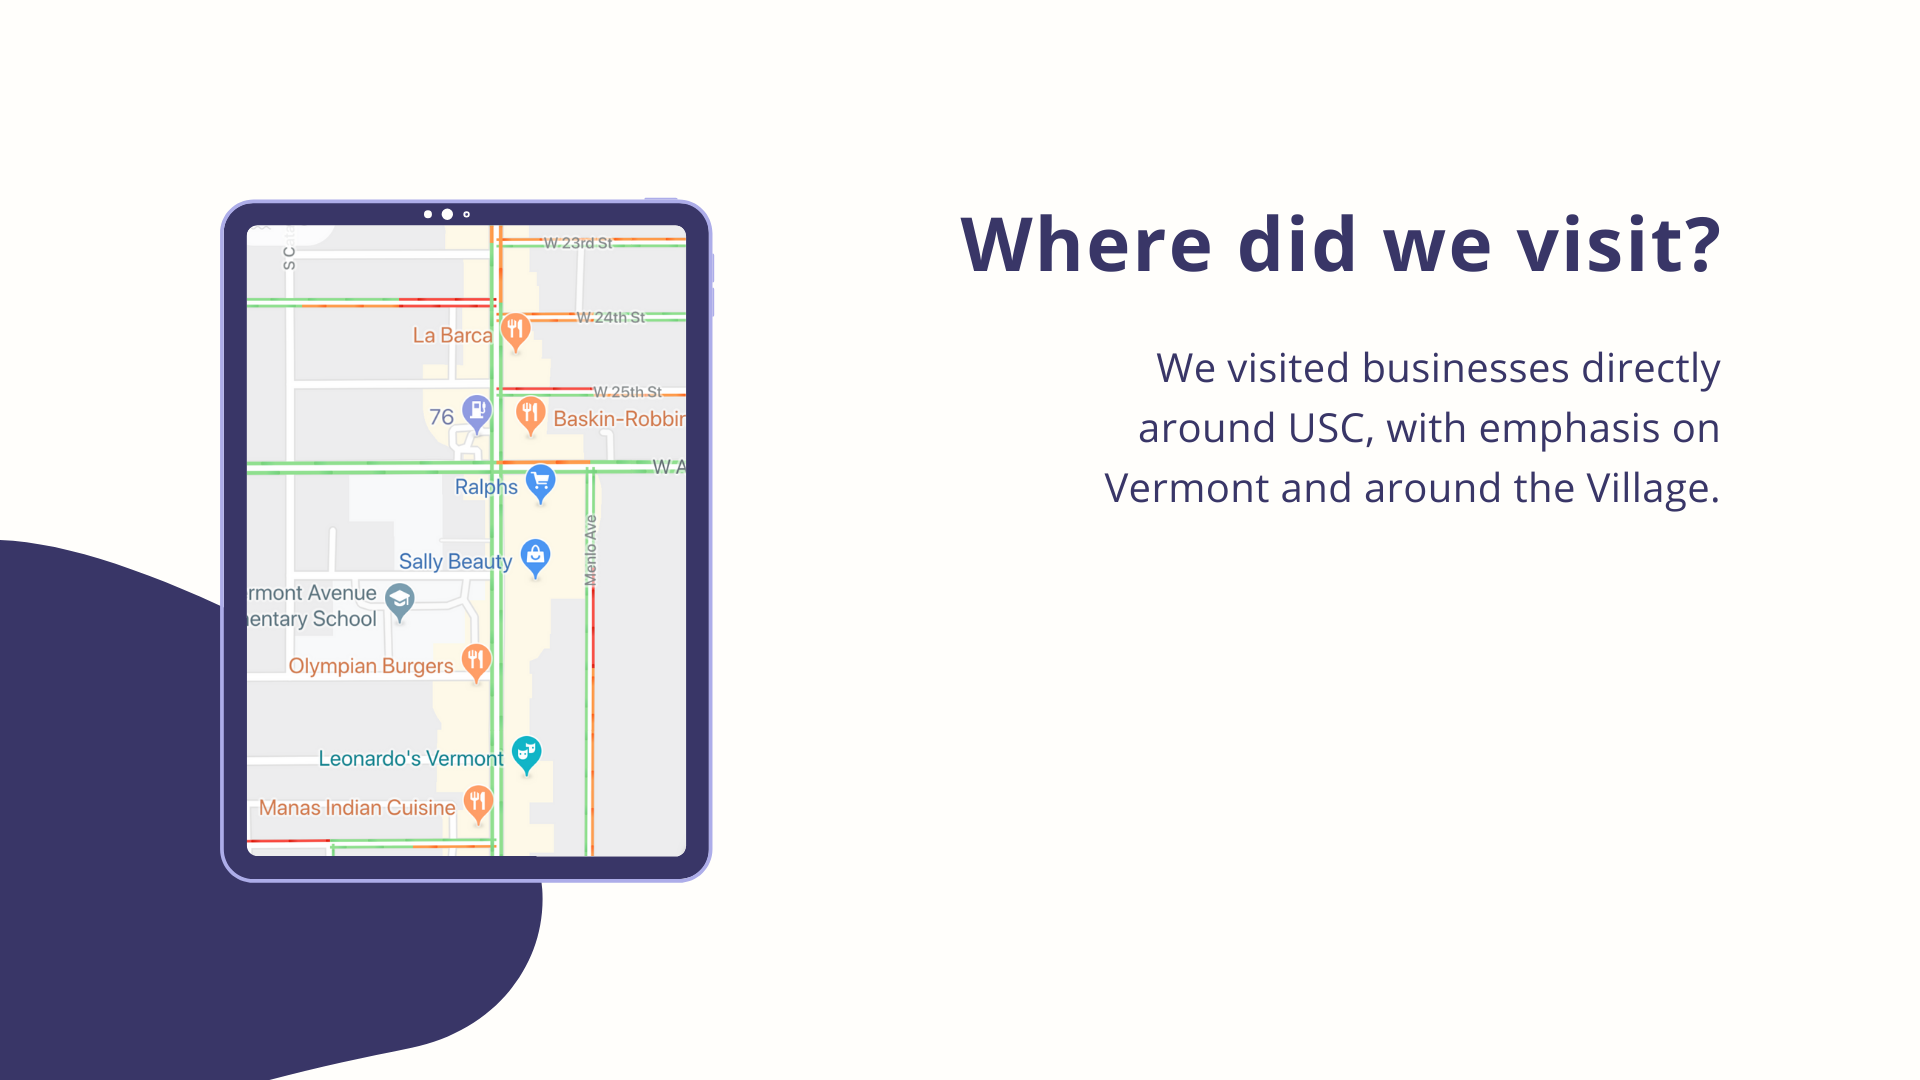 Where did we visit?
We visited businesses directly
around USC, with emphasis on
Vermont and around the Village.
S C
W 23rd St
W 24th St
La Barca
W 25th St
76
Baskin-Robbin
W A
Ralphs
Menlo Ave
Sally Beauty
rmont Avenue
entary School
Olympian Burgers
Leonardo's Vermont
Manas Indian Cuisine